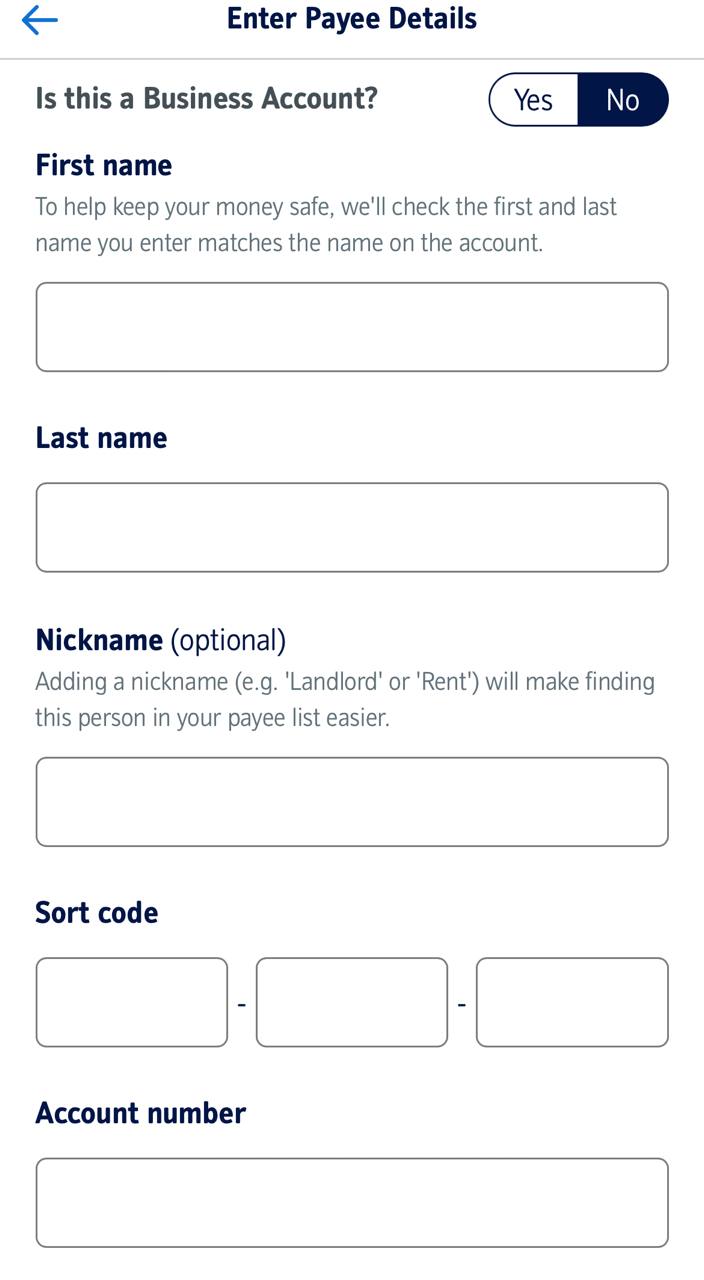 Enter Payee Details
Is this a Business Account?
Yes
No
First name
To help keep your money safe, we'll check the first and last
name you enter matches the name on the account.
Last name
Nickname (optional)
Adding a nickname (e.g. 'Landlord' or 'Rent') will make finding
this person in your payee list easier.
Sort code
- -
Account number